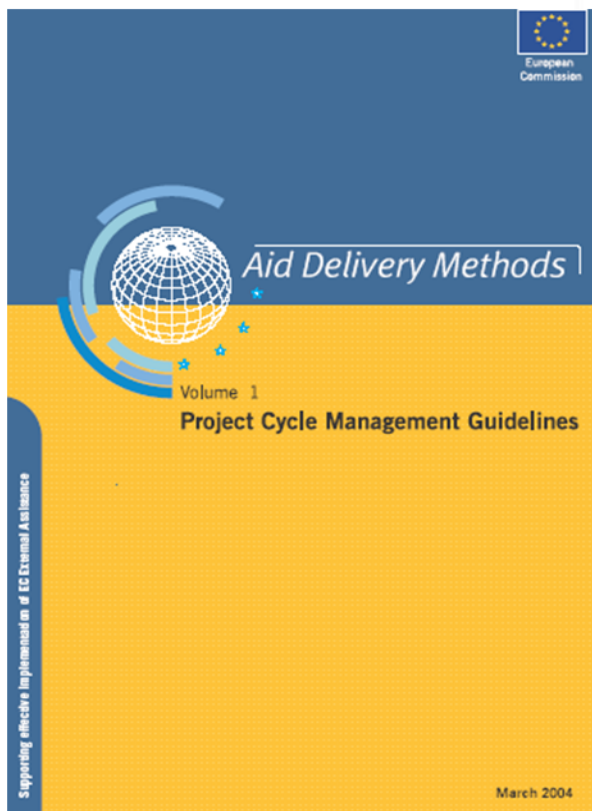 European
Commission
Aid Delivery Methods
Volume 1
Project Cycle Management Guidelines
Supporting effective implementation of EC External Assistance
March 2004